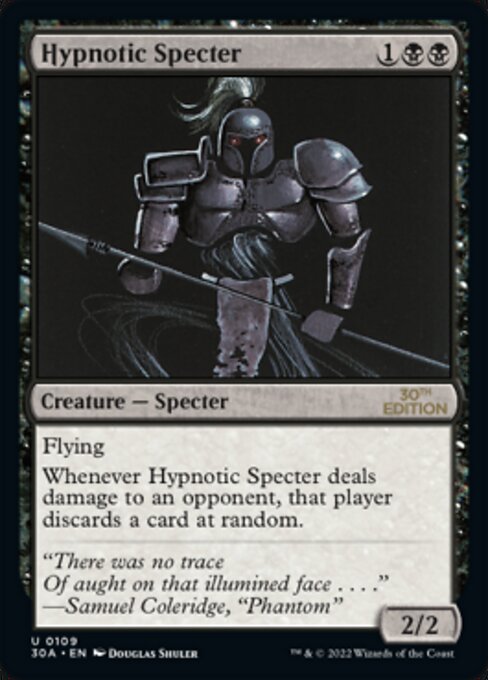 Hypnotic Specter 1
Creature — Specter
30TH
EDITION
Flying
Whenever Hypnotic Specter deals
damage to an opponent, that player
discards a card at random.
“There was no trace
Of aught on that illumined face . . . .”
—Samuel Coleridge, “Phantom”
2/2
U 0109
30A • EN DOUGLAS SHULER
™ & © 2022 Wizards of the Coast